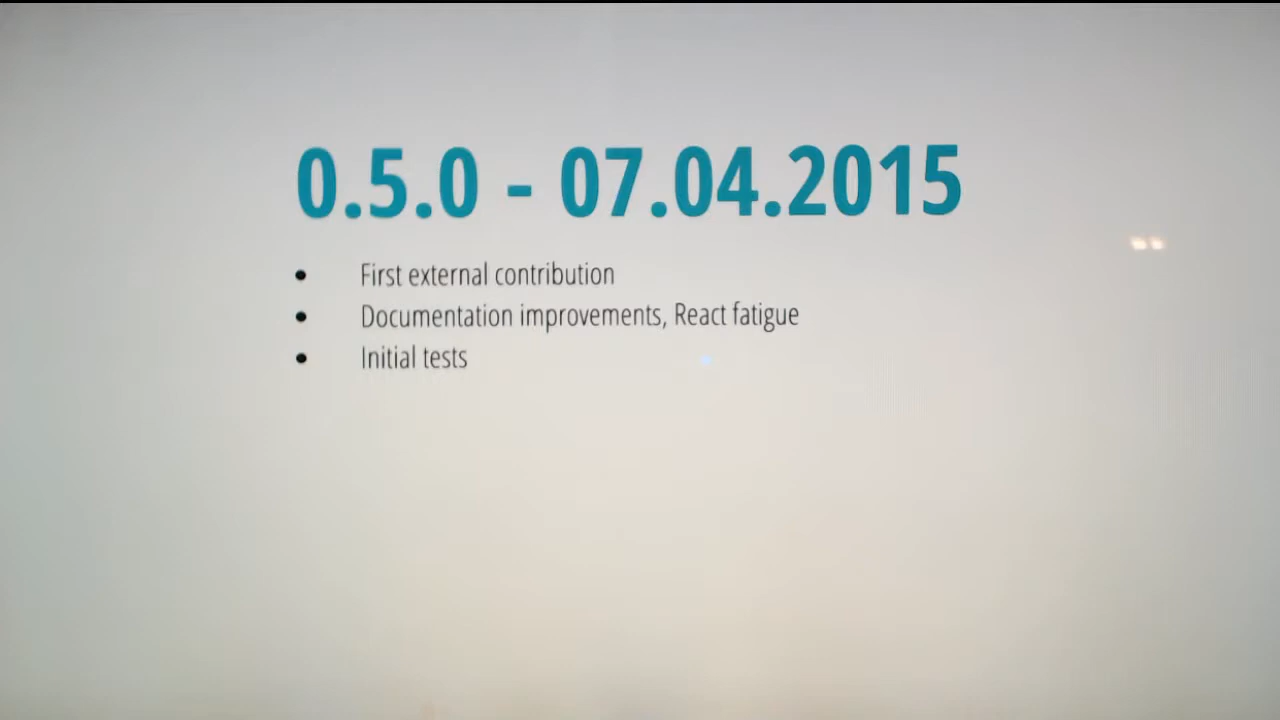 0.5.0 - 07.04.2015
• First external contribution
• Documentation improvements, React fatigue
• Initial tests